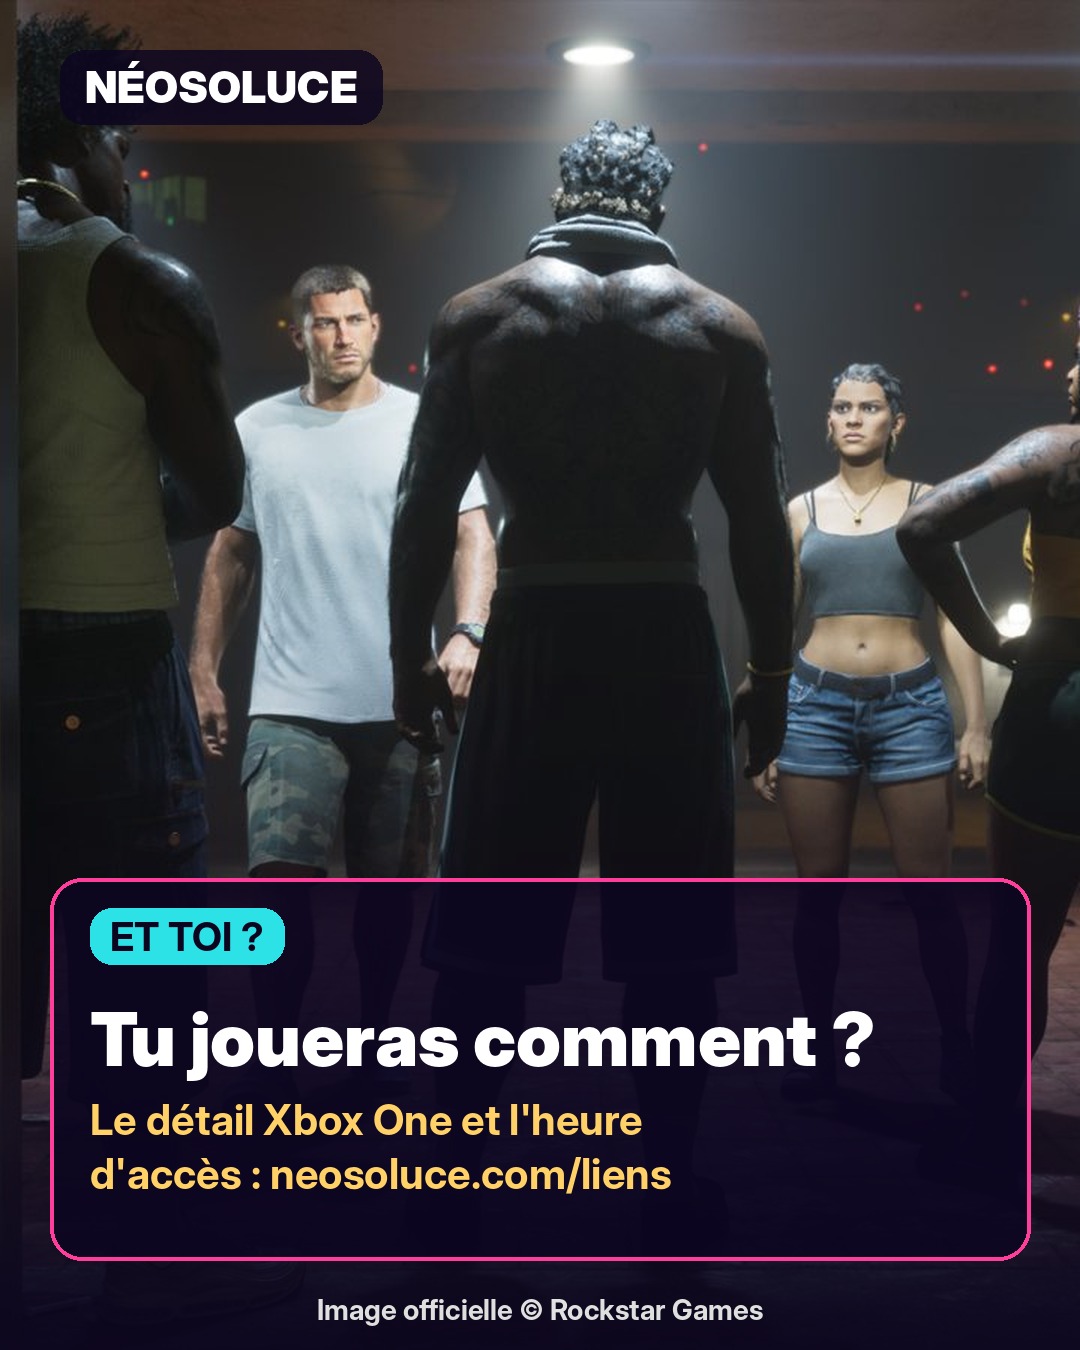 NÉOSOLUCE
ET TOI ?
Tu joueras comment ?
Le détail Xbox One et l'heure
d'accès : neosoluce.com/liens
Image officielle © Rockstar Games